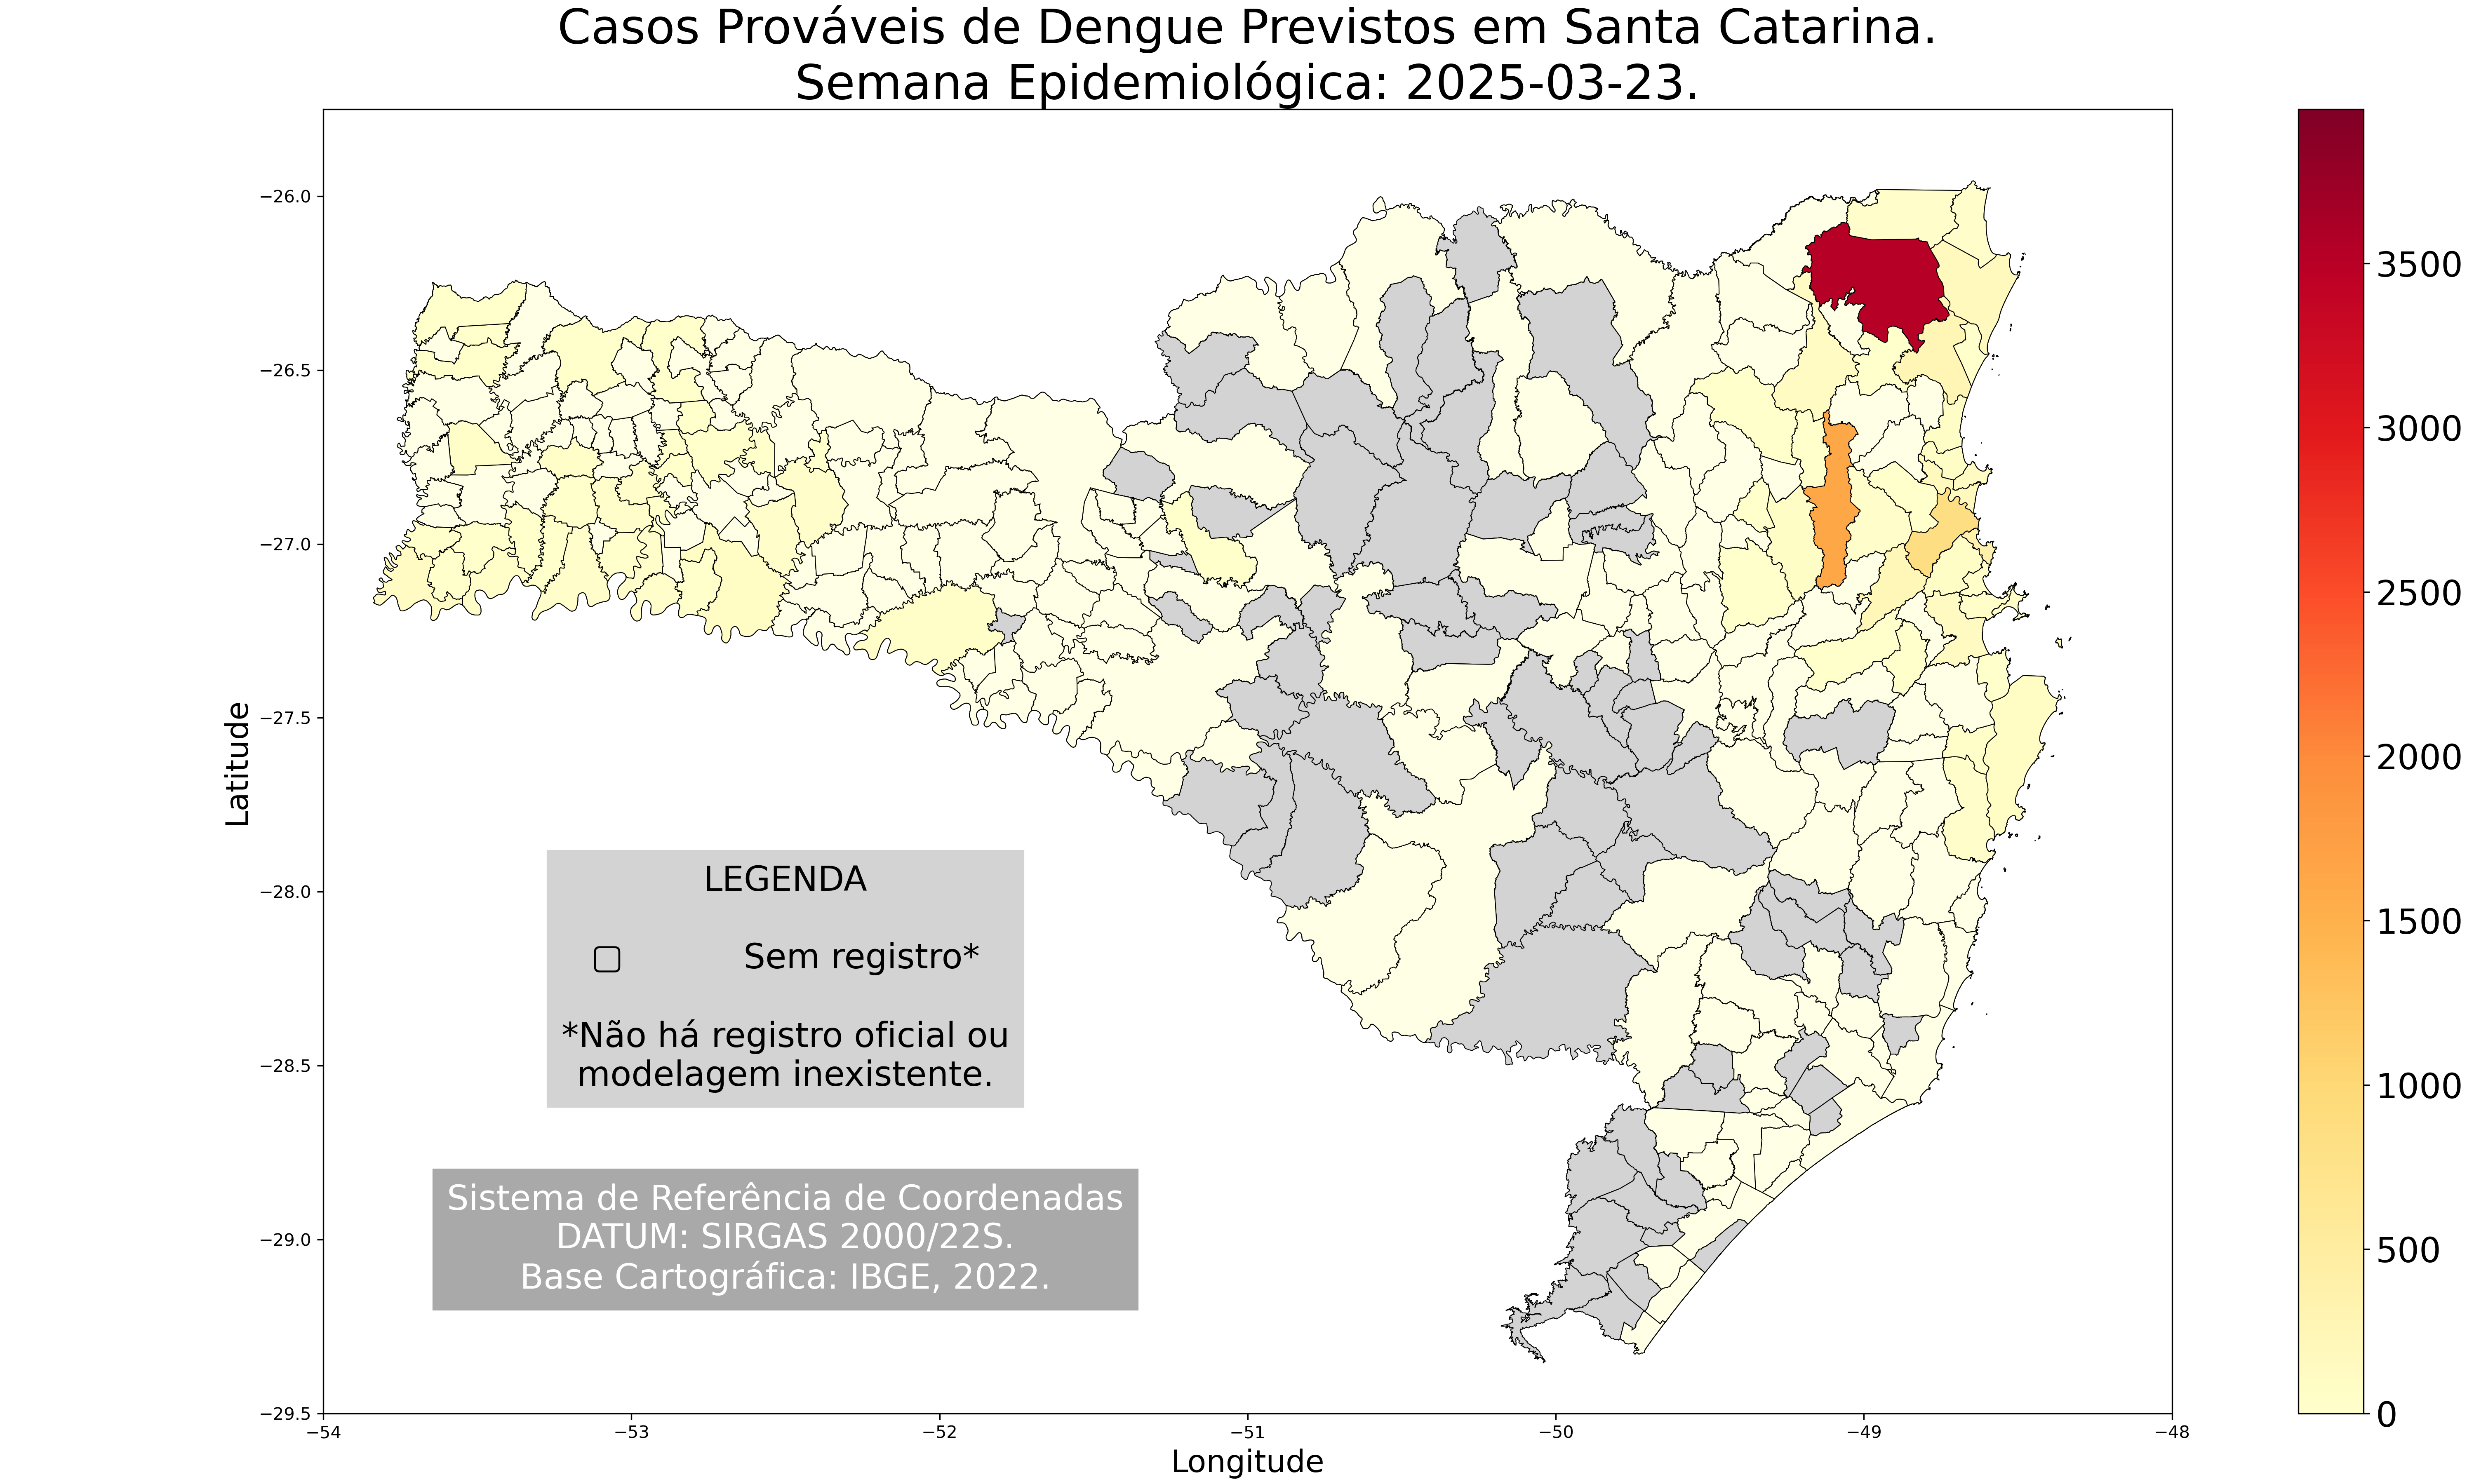 Casos Prováveis de Dengue Previstos em Santa Catarina.
Semana Epidemiológica: 2025-03-23.
Latitude
−26.0
−26.5
−27.0
−27.5
−28.0
−28.5
−29.0
−29.5
LEGENDA
Sem registro*
*Não há registro oficial ou
modelagem inexistente.
Sistema de Referência de Coordenadas
DATUM: SIRGAS 2000/22S.
Base Cartográfica: IBGE, 2022.
−54 −53 −52 −51 −50 −49 −48
Longitude
3500
3000
2500
2000
1500
1000
500
0